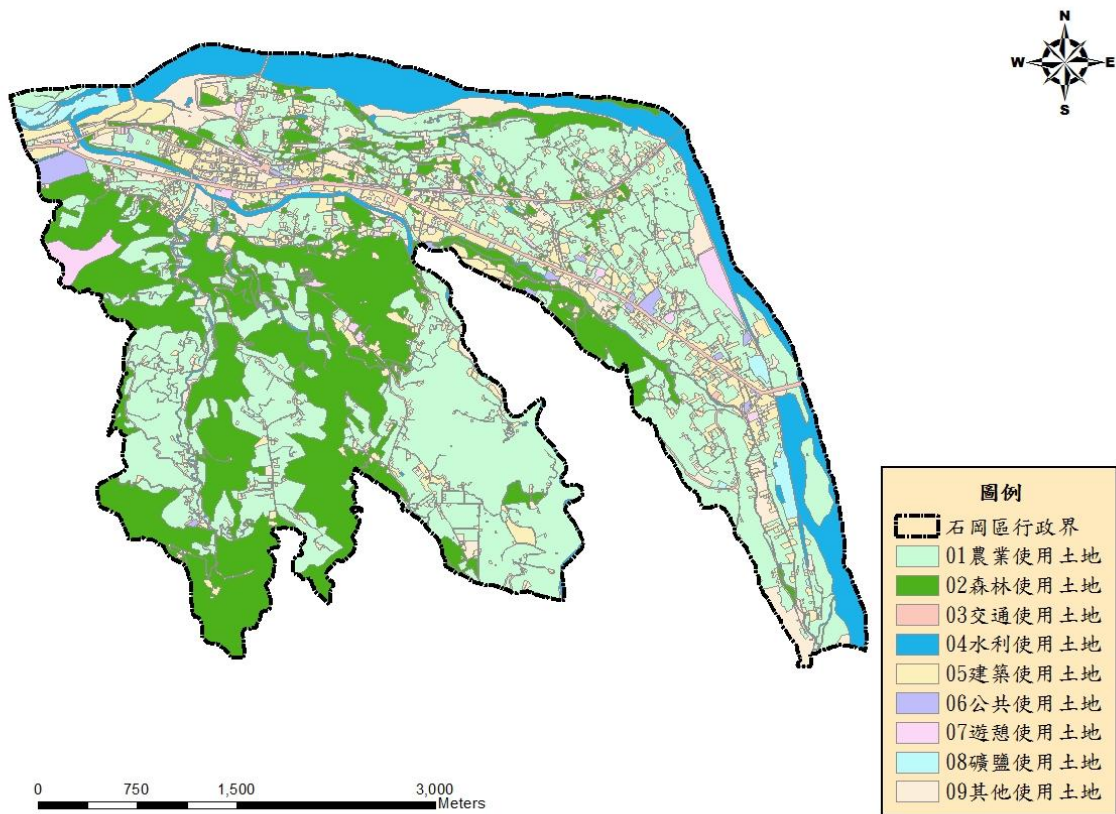 N
W E
S
圖例
石岡區行政界
01農業使用土地
02森林使用土地
03交通使用土地
04水利使用土地
05建築使用土地
06公共使用土地
07遊憩使用土地
08礦鹽使用土地
09其他使用土地
0 750 1,500 3,000
Meters